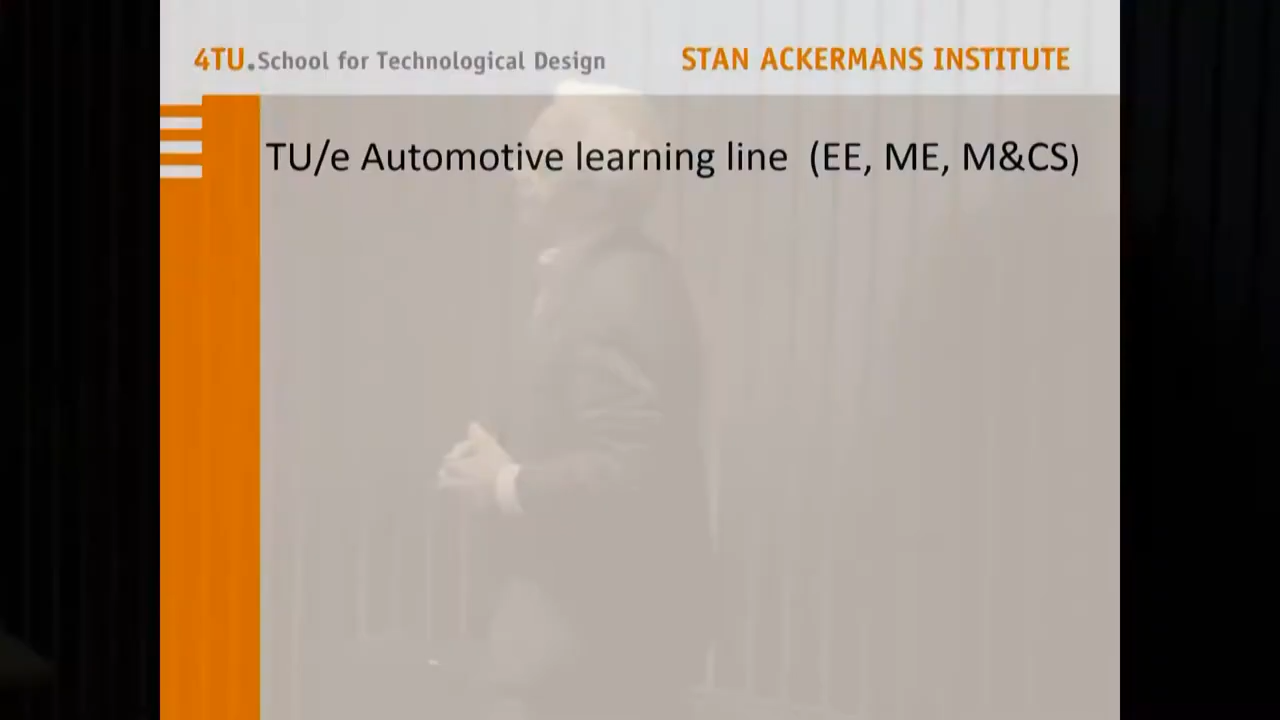 4TU.School for Technological Design STAN ACKERMANS INSTITUTE
TU/e Automotive learning line (EE, ME, M&CS)